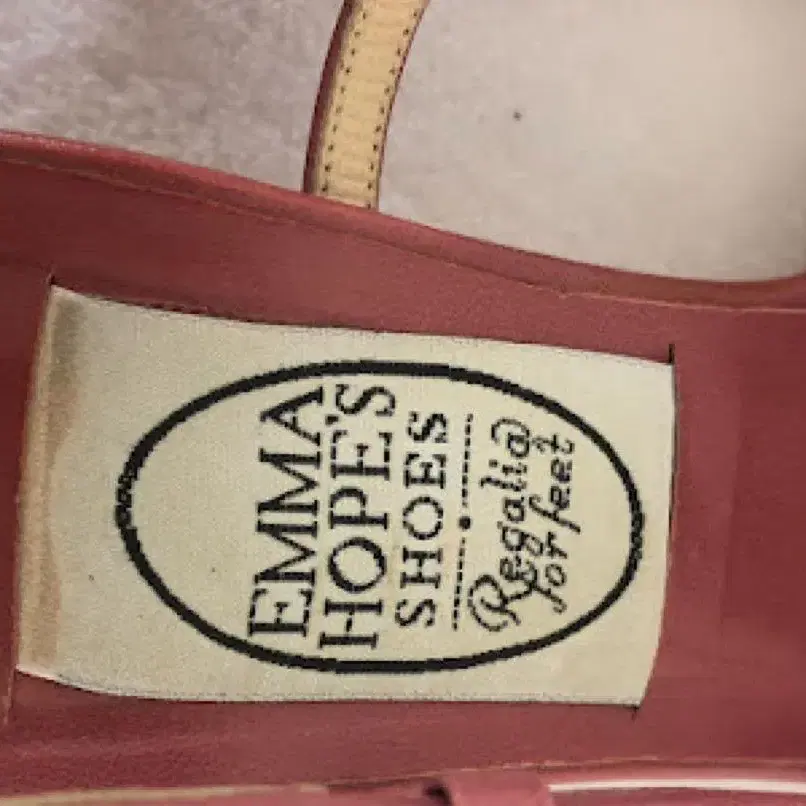 EMMA
HOPE'S
SHOES
Regalia
for feet